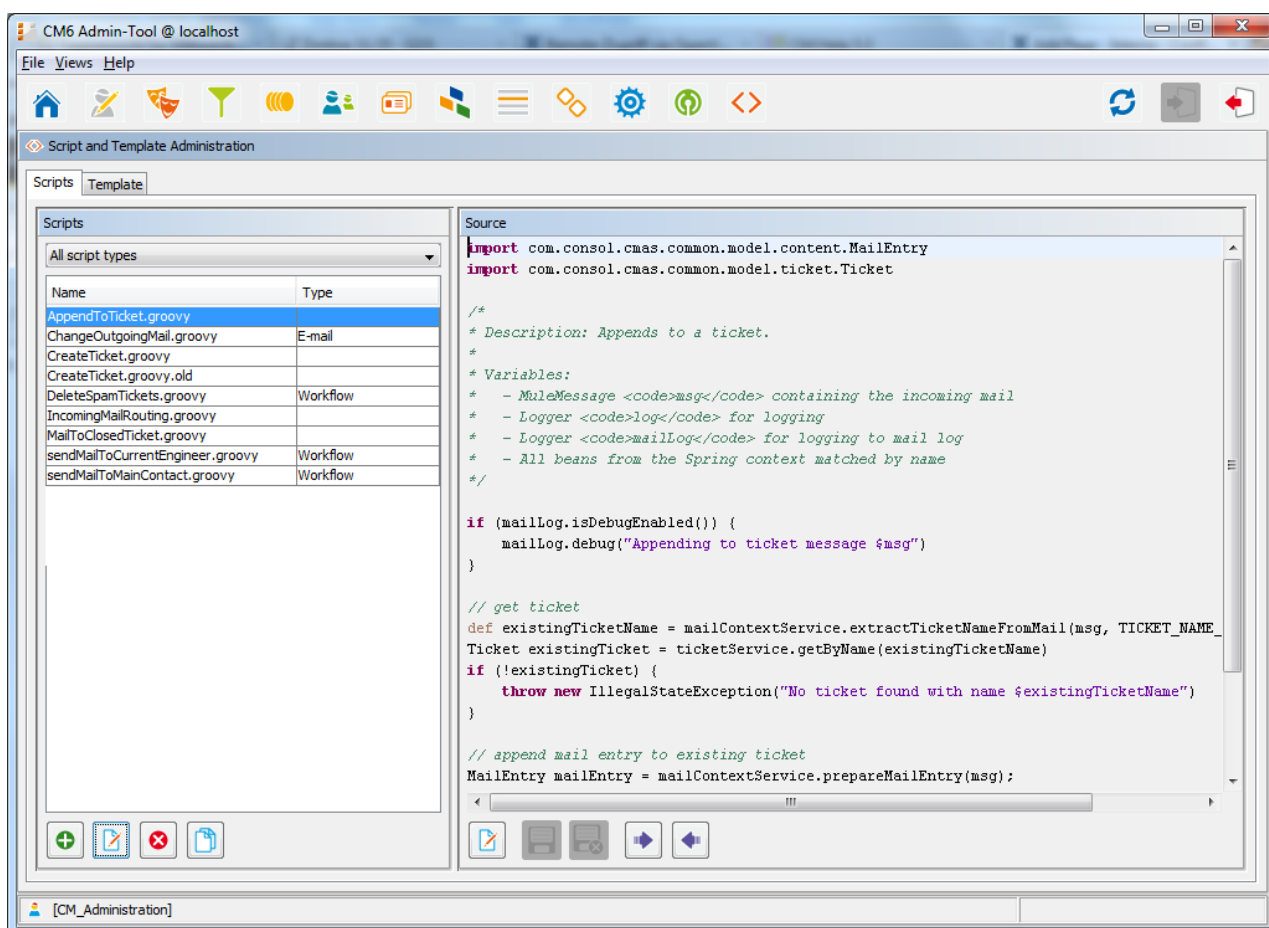 CM6 Admin-Tool @ localhost
File Views Help
Script and Template Administration
Scripts Template
Scripts
All script types
Name Type
AppendToTicket.groovy
ChangeOutgoingMail.groovy E-mail
CreateTicket.groovy
CreateTicket.groovy.old
DeleteSpamTickets.groovy Workflow
IncomingMailRouting.groovy
MailToClosedTicket.groovy
sendMailToCurrentEngineer.groovy Workflow
sendMailToMainContact.groovy Workflow
Source
import com.consol.cmas.common.model.content.MailEntry
import com.consol.cmas.common.model.ticket.Ticket
/*
* Description: Appends to a ticket.
*
* Variables:
*   - MuleMessage <code>msg</code> containing the incoming mail
*   - Logger <code>log</code> for logging
*   - Logger <code>mailLog</code> for logging to mail log
*   - All beans from the Spring context matched by name
*/
if (mailLog.isDebugEnabled()) {
    mailLog.debug("Appending to ticket message $msg")
}
// get ticket
def existingTicketName = mailContextService.extractTicketNameFromMail(msg, TICKET_NAME_
Ticket existingTicket = ticketService.getByName(existingTicketName)
if (!existingTicket) {
    throw new IllegalStateException("No ticket found with name $existingTicketName")
}
// append mail entry to existing ticket
MailEntry mailEntry = mailContextService.prepareMailEntry(msg);
[CM_Administration]